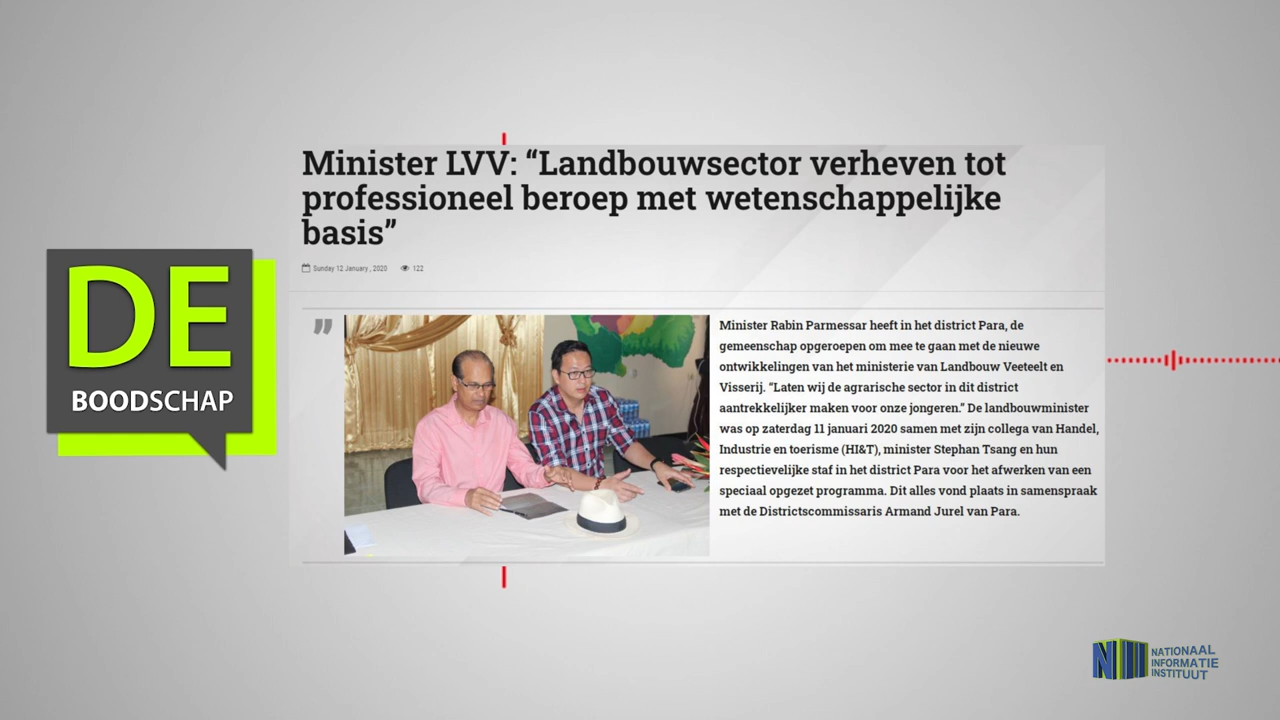 DE
BOODSCHAP
Minister LVV: “Landbouwsector verheven tot
professioneel beroep met wetenschappelijke
basis”
Sunday 12 January , 2020 122
Minister Rabin Parmessar heeft in het district Para, de
gemeenschap opgeroepen om mee te gaan met de nieuwe
ontwikkelingen van het ministerie van Landbouw Veeteelt en
Visserij. “Laten wij de agrarische sector in dit district
aantrekkelijker maken voor onze jongeren.” De landbouwminister
was op zaterdag 11 januari 2020 samen met zijn collega van Handel,
Industrie en toerisme (HI&T), minister Stephan Tsang en hun
respectievelijke staf in het district Para voor het afwerken van een
speciaal opgezet programma. Dit alles vond plaats in samenspraak
met de Districtscommissaris Armand Jurel van Para.
NII
NATIONAAL
INFORMATIE
INSTITUUT